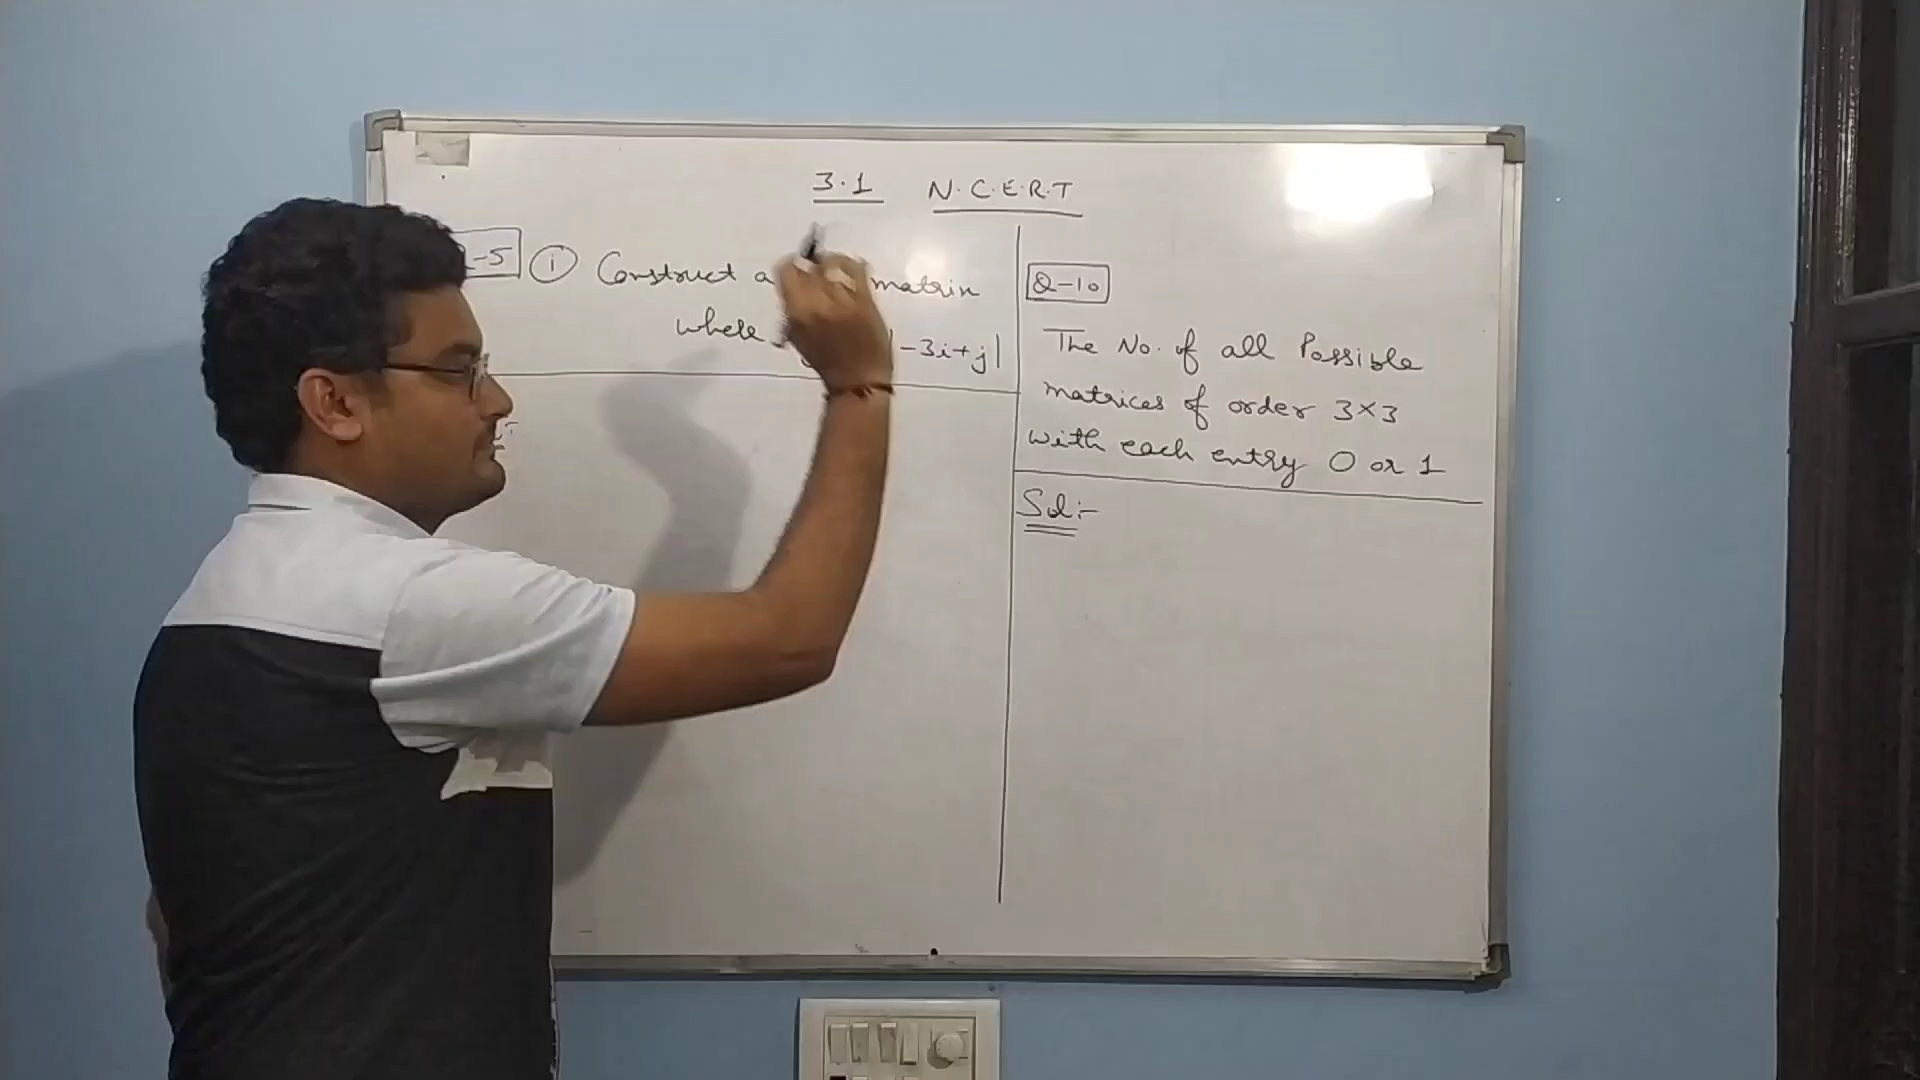 3.1 N.C.E.R.T
-5 (i) Construct a matrix
where |-3i+j|
Q-10
The No. of all Possible
matrices of order 3×3
with each entry 0 or 1
Sol:-